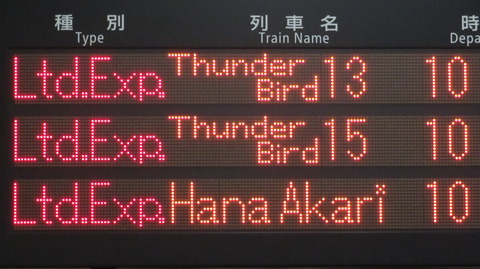 種別 列車名 時
Type Train Name Depa
Ltd.Exp. Thunder Bird 13 10
Ltd.Exp. Thunder Bird 15 10
Ltd.Exp. Hana Akari 10